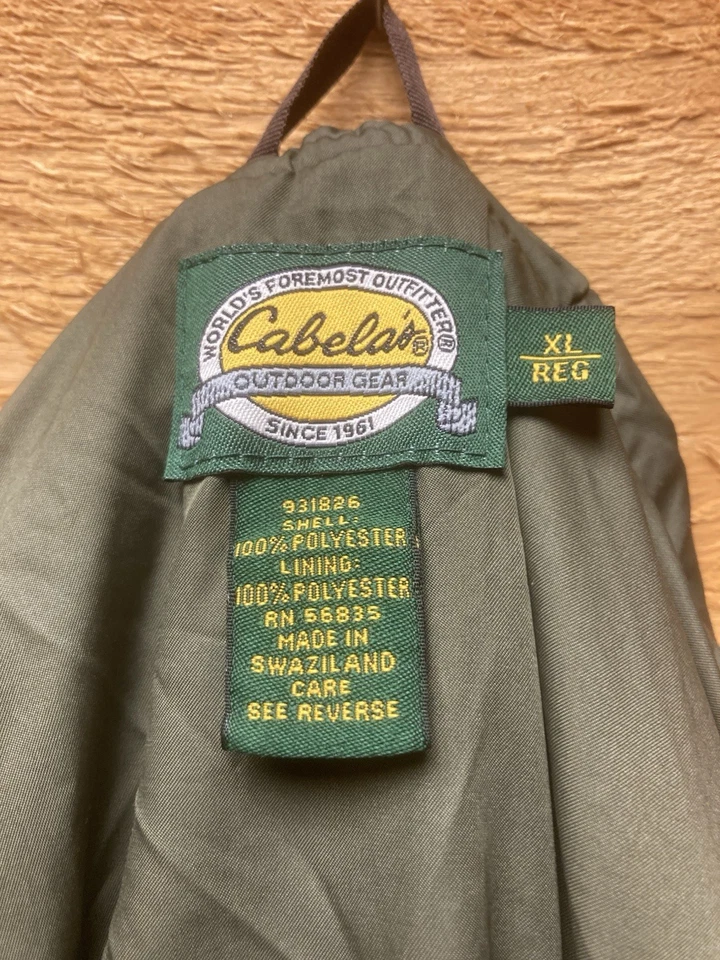 WORLD'S FOREMOST OUTFITTER®
Cabela's®
OUTDOOR GEAR
SINCE 1961
XL
REG
931826
SHELL:
100% POLYESTER
LINING:
100% POLYESTER
RN 56835
MADE IN
SWAZILAND
CARE
SEE REVERSE